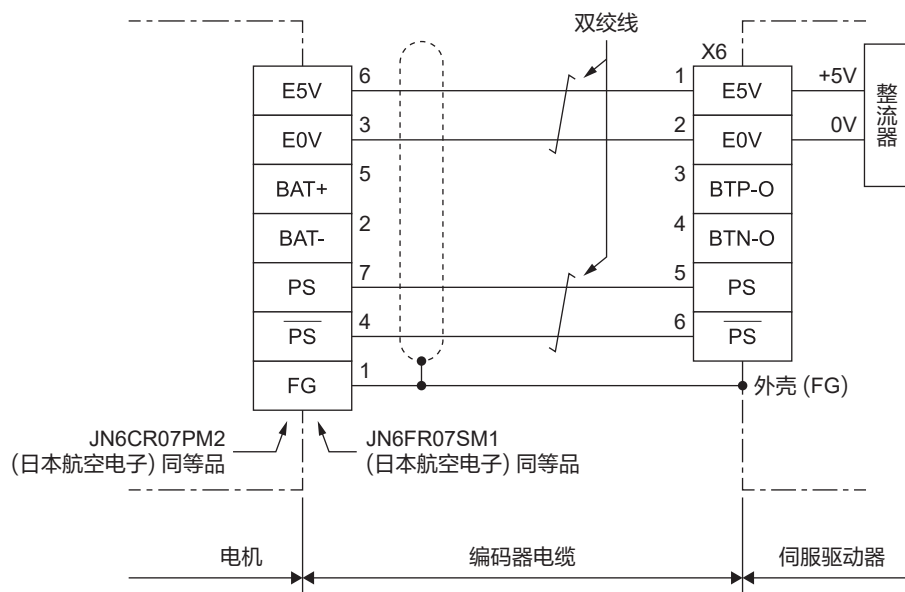 双绞线
X6
E5V 6 1 E5V +5V
整流器
E0V 3 2 E0V 0V
BAT+ 5 3 BTP-O
BAT- 2 4 BTN-O
PS 7 5 PS
P̅S̅ 4 6 P̅S̅
FG 1 外壳 (FG)
JN6CR07PM2
(日本航空电子) 同等品
JN6FR07SM1
(日本航空电子) 同等品
电机 编码器电缆 伺服驱动器